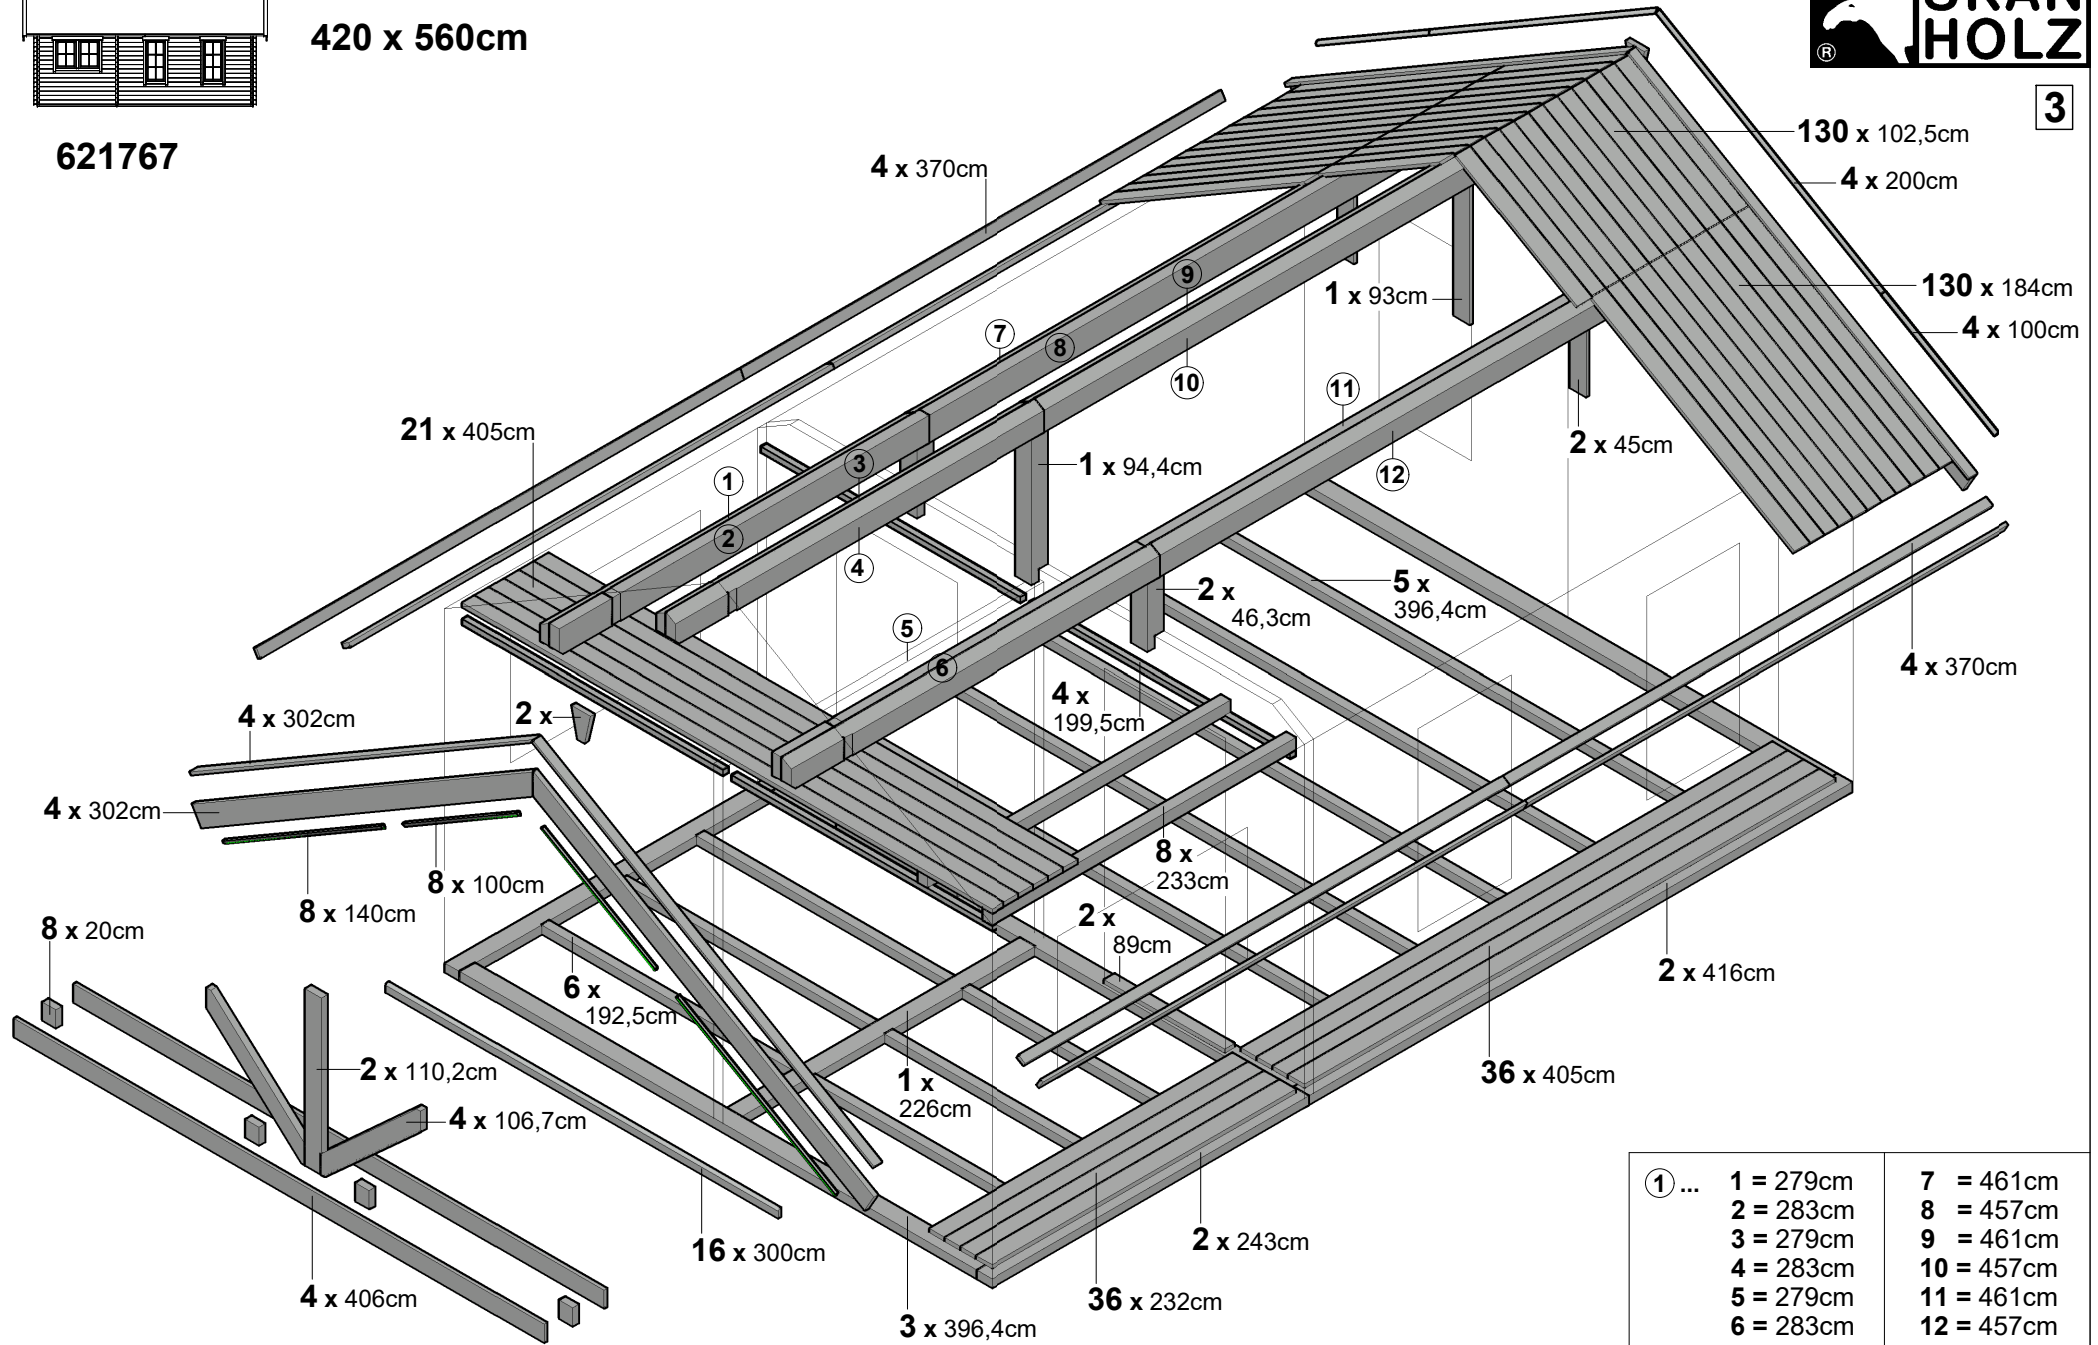 420 x 560cm
HOLZ
®
3
621767
130 x 102,5cm
4 x 200cm
4 x 370cm
130 x 184cm
1 x 93cm
4 x 100cm
9
7
8
10
11
21 x 405cm
2 x 45cm
3
1 x 94,4cm
12
1
2
4
2 x
46,3cm
5 x
396,4cm
5
6
4 x 370cm
4 x
199,5cm
4 x 302cm
2 x
4 x 302cm
8 x
233cm
8 x 100cm
8 x 140cm
2 x
89cm
8 x 20cm
2 x 416cm
6 x
192,5cm
2 x 110,2cm
1 x
226cm
36 x 405cm
4 x 106,7cm
16 x 300cm
2 x 243cm
4 x 406cm
36 x 232cm
3 x 396,4cm
1 ...
1 = 279cm
2 = 283cm
3 = 279cm
4 = 283cm
5 = 279cm
6 = 283cm
7 = 461cm
8 = 457cm
9 = 461cm
10 = 457cm
11 = 461cm
12 = 457cm